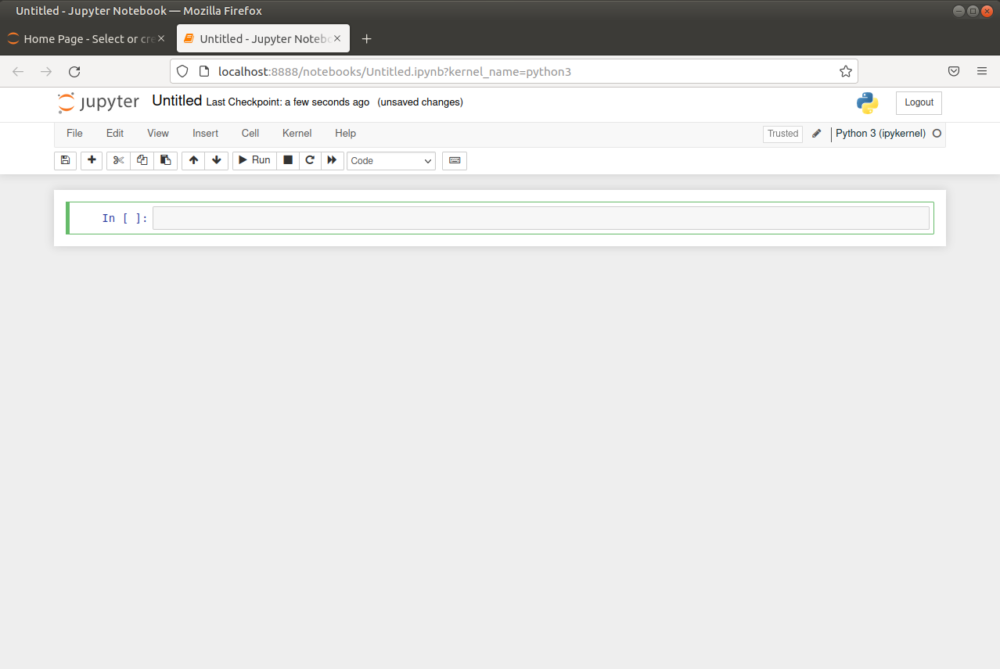 Untitled - Jupyter Notebook — Mozilla Firefox
Home Page - Select or cre
Untitled - Jupyter Notebo
localhost:8888/notebooks/Untitled.ipynb?kernel_name=python3
jupyter Untitled Last Checkpoint: a few seconds ago (unsaved changes) Logout
File Edit View Insert Cell Kernel Help Trusted Python 3 (ipykernel)
Run Code
In [ ]: